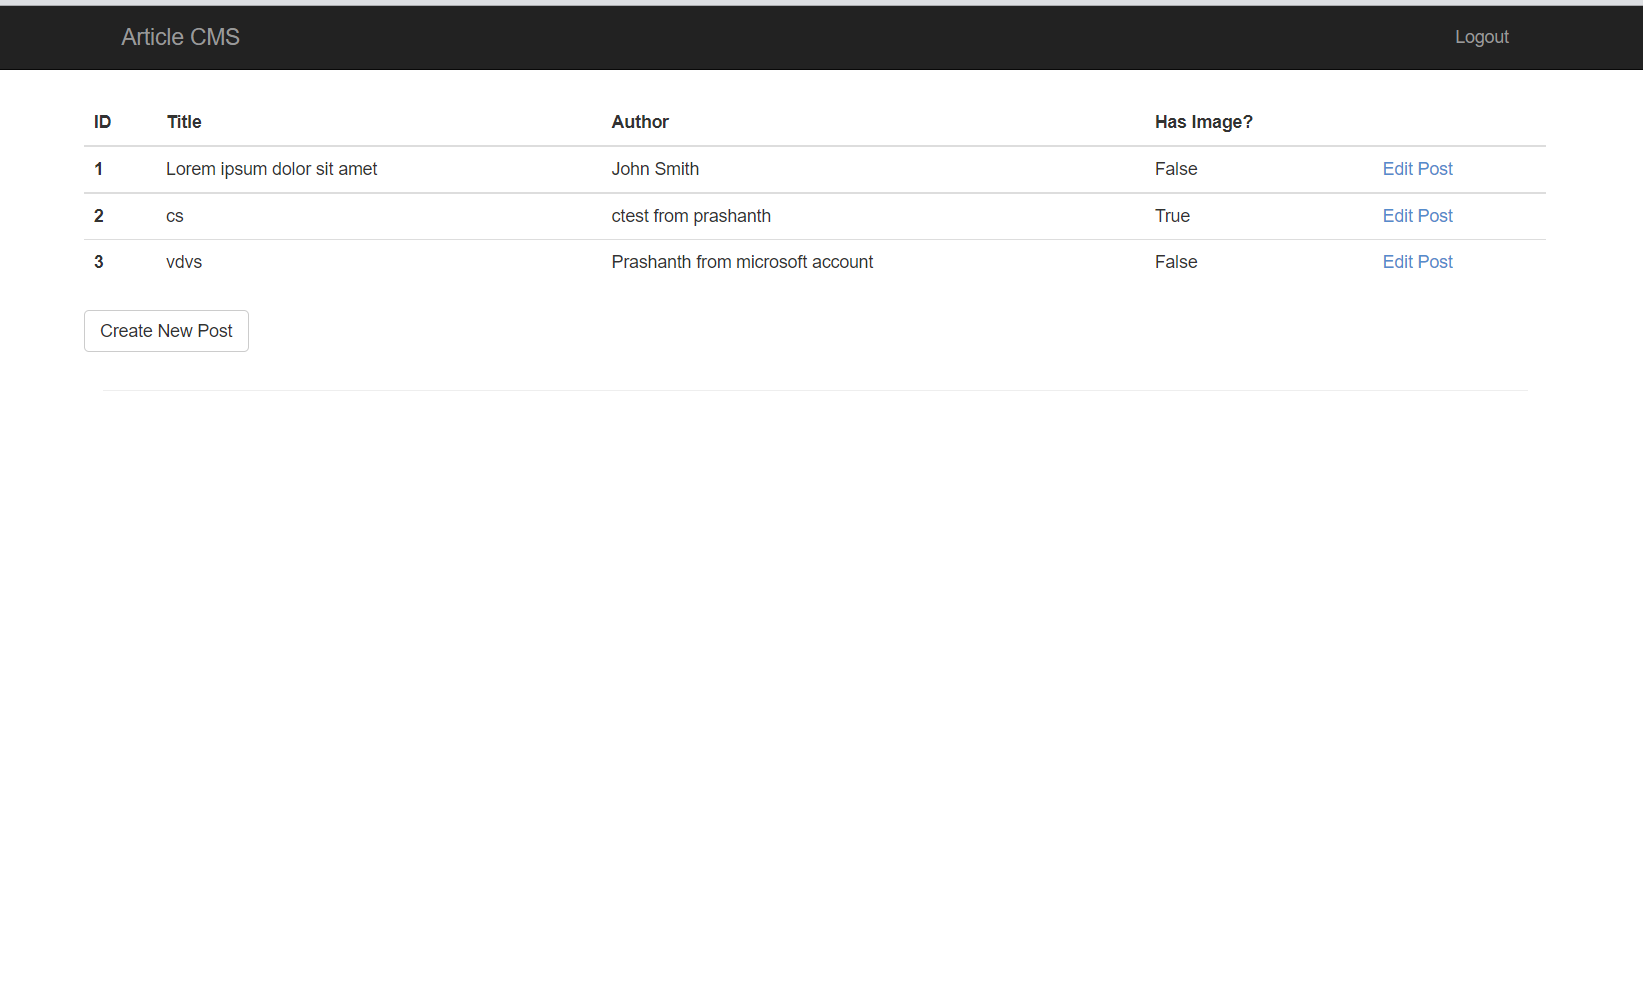 Article CMS Logout
ID Title Author Has Image?
1 Lorem ipsum dolor sit amet John Smith False Edit Post
2 cs ctest from prashanth True Edit Post
3 vdvs Prashanth from microsoft account False Edit Post
Create New Post